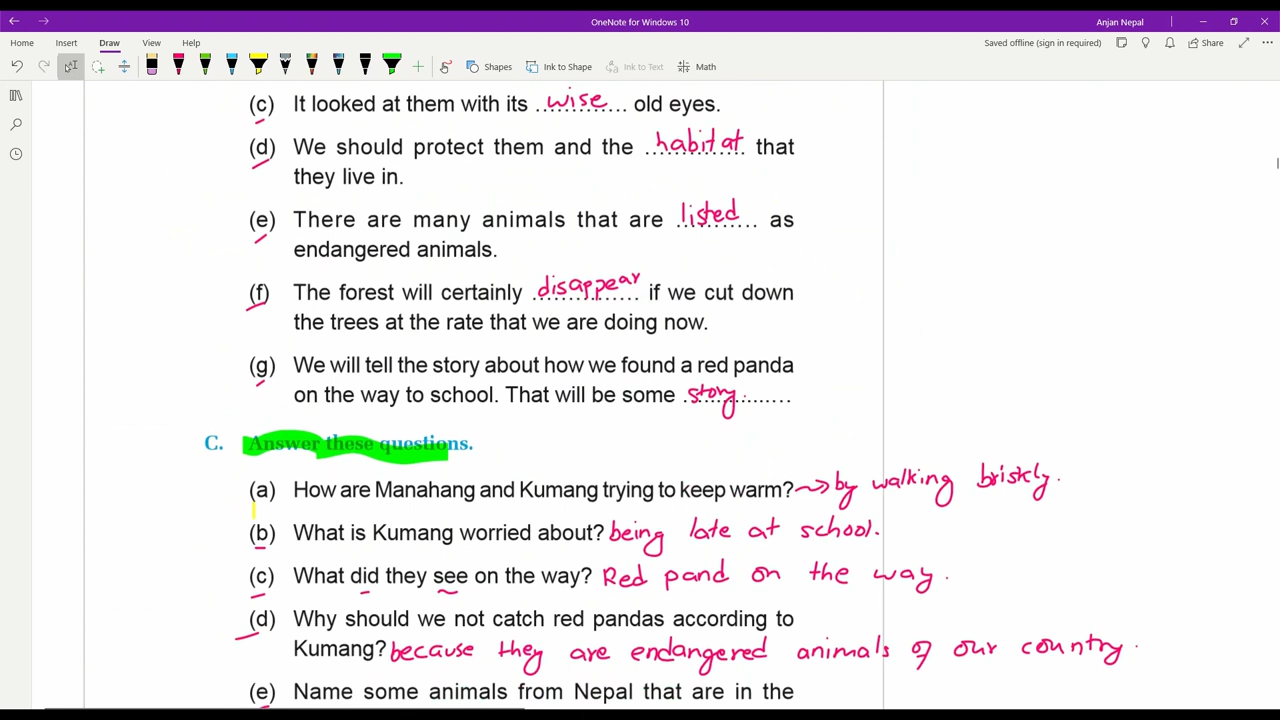 OneNote for Windows 10
Anjan Nepal
Home Insert Draw View Help
Saved offline (sign in required) Share
Shapes Ink to Shape Ink to Text Math
(c) It looked at them with its ...wise... old eyes.
(d) We should protect them and the ...habitat... that
they live in.
(e) There are many animals that are ...listed... as
endangered animals.
(f) The forest will certainly ...disappear... if we cut down
the trees at the rate that we are doing now.
(g) We will tell the story about how we found a red panda
on the way to school. That will be some ...story...
C. Answer these questions.
(a) How are Manahang and Kumang trying to keep warm? → by walking briskly.
(b) What is Kumang worried about? being late at school.
(c) What did they see on the way? Red pand on the way.
(d) Why should we not catch red pandas according to
Kumang? because they are endangered animals of our country.
(e) Name some animals from Nepal that are in the